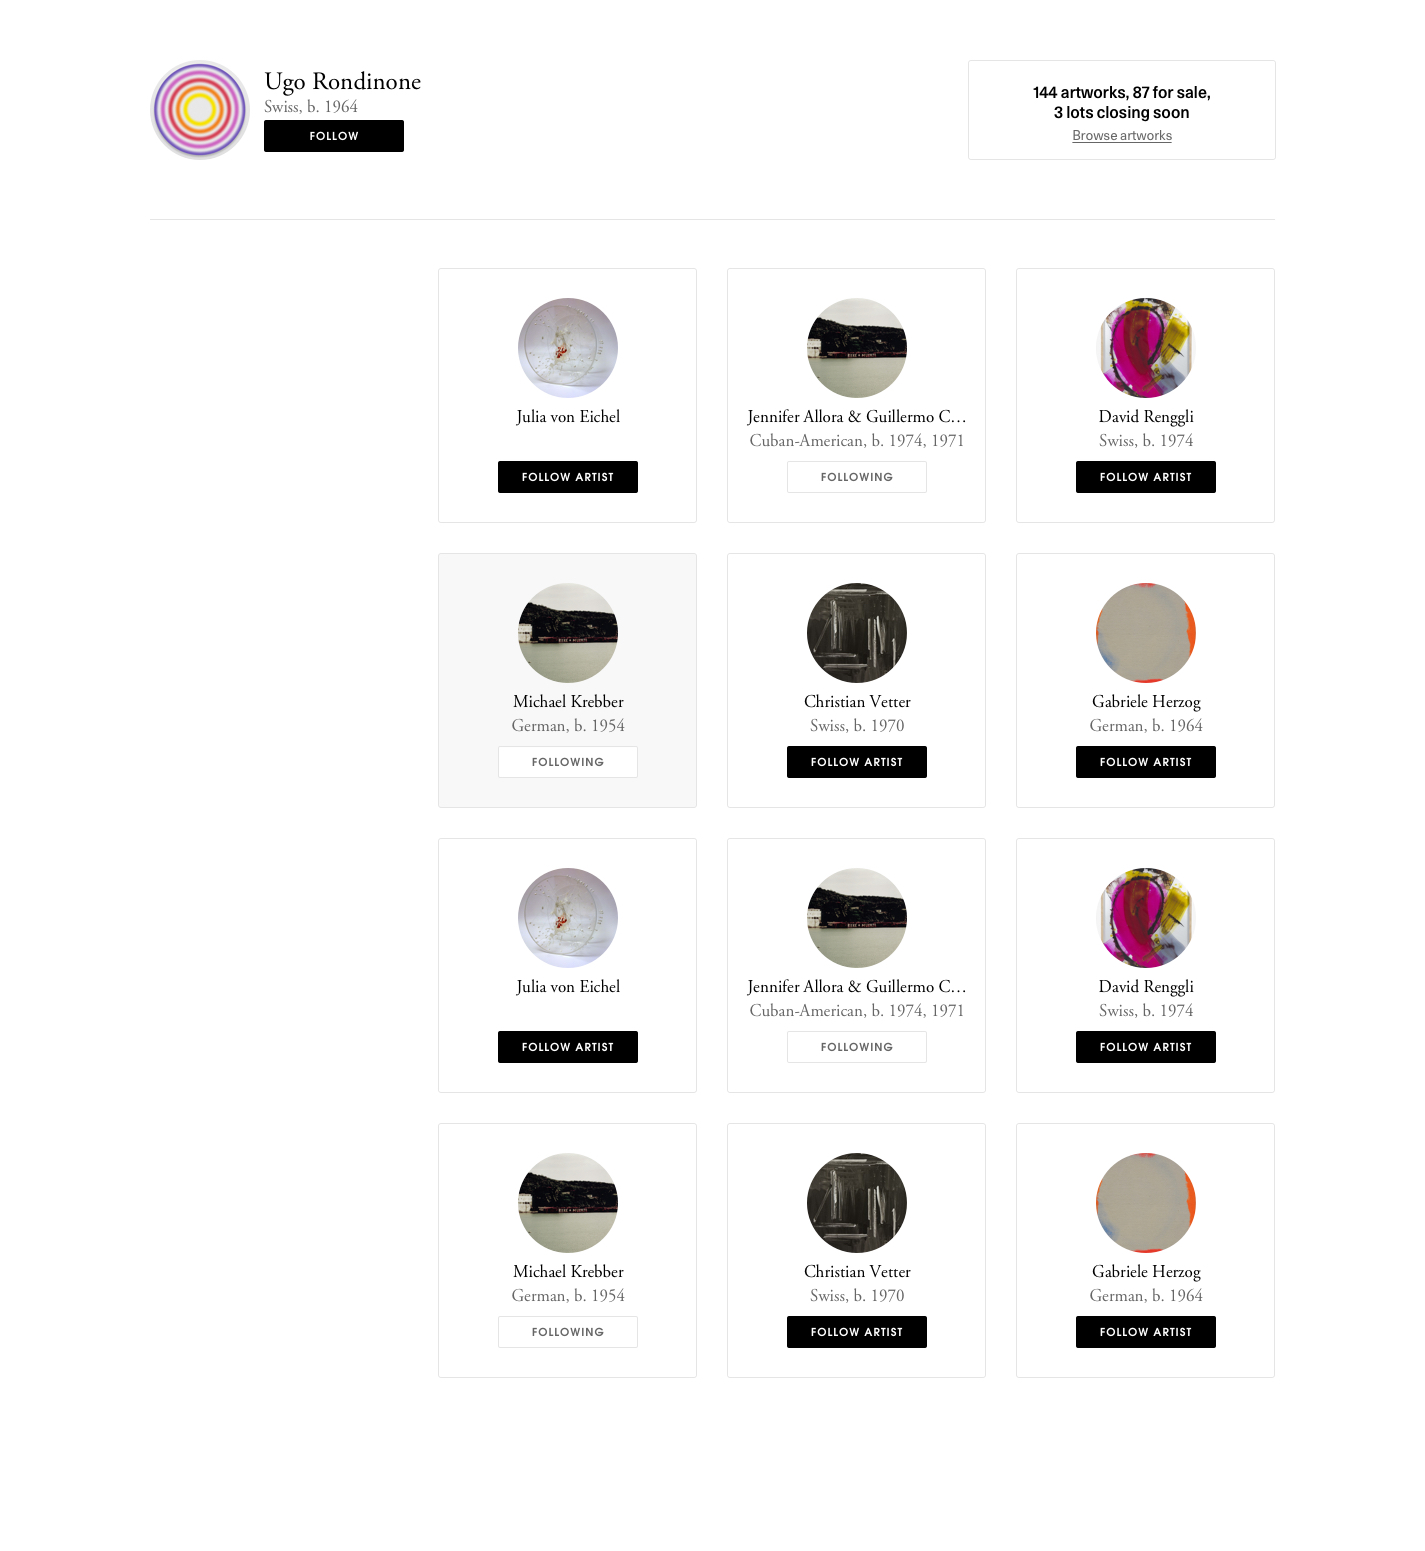 Ugo Rondinone
Swiss, b. 1964
FOLLOW
144 artworks, 87 for sale,
3 lots closing soon
Browse artworks
Julia von Eichel
FOLLOW ARTIST
Jennifer Allora & Guillermo C…
Cuban-American, b. 1974, 1971
FOLLOWING
David Renggli
Swiss, b. 1974
FOLLOW ARTIST
Michael Krebber
German, b. 1954
FOLLOWING
Christian Vetter
Swiss, b. 1970
FOLLOW ARTIST
Gabriele Herzog
German, b. 1964
FOLLOW ARTIST
Julia von Eichel
FOLLOW ARTIST
Jennifer Allora & Guillermo C…
Cuban-American, b. 1974, 1971
FOLLOWING
David Renggli
Swiss, b. 1974
FOLLOW ARTIST
Michael Krebber
German, b. 1954
FOLLOWING
Christian Vetter
Swiss, b. 1970
FOLLOW ARTIST
Gabriele Herzog
German, b. 1964
FOLLOW ARTIST